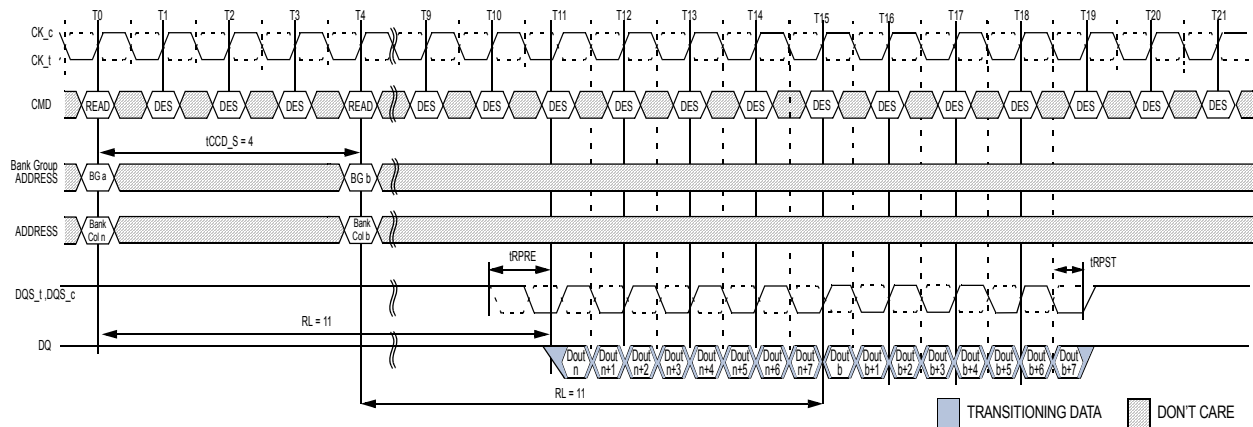 T0 T1 T2 T3 T4 T9 T10 T11 T12 T13 T14 T15 T16 T17 T18 T19 T20 T21
CK_c
CK_t
CMD READ DES DES DES READ DES DES DES DES DES DES DES DES DES DES DES DES DES
tCCD_S = 4
Bank Group
ADDRESS BG a BG b
ADDRESS
Bank
Col n
Bank
Col b
tRPRE tRPST
DQS_t ,DQS_c
RL = 11
DQ
Dout Dout Dout Dout Dout Dout Dout Dout Dout Dout Dout Dout Dout Dout Dout Dout
n n+1 n+2 n+3 n+4 n+5 n+6 n+7 b b+1 b+2 b+3 b+4 b+5 b+6 b+7
RL = 11
TRANSITIONING DATA DON'T CARE